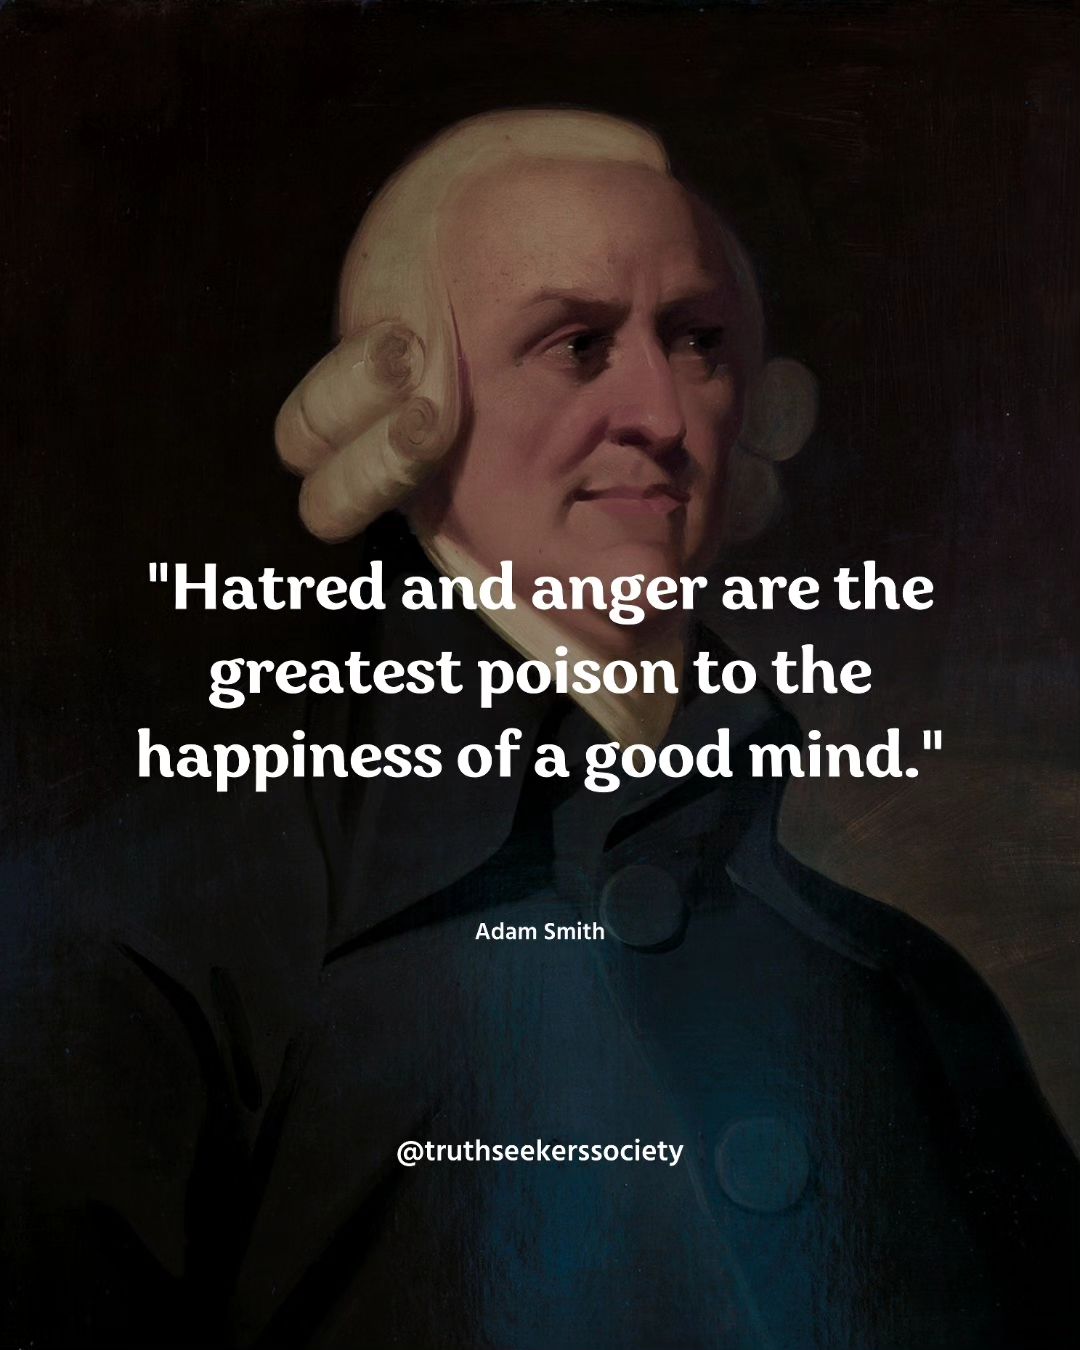 "Hatred and anger are the
greatest poison to the
happiness of a good mind."
Adam Smith
@truthseekerssociety